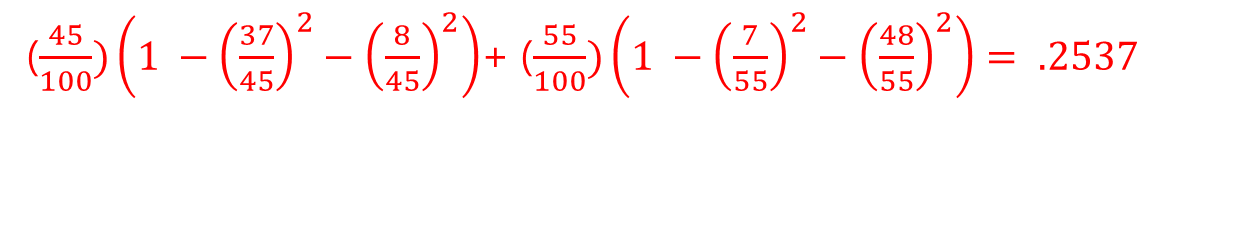 (45/100)(1 − (37/45)² − (8/45)²) + (55/100)(1 − (7/55)² − (48/55)²) = .2537